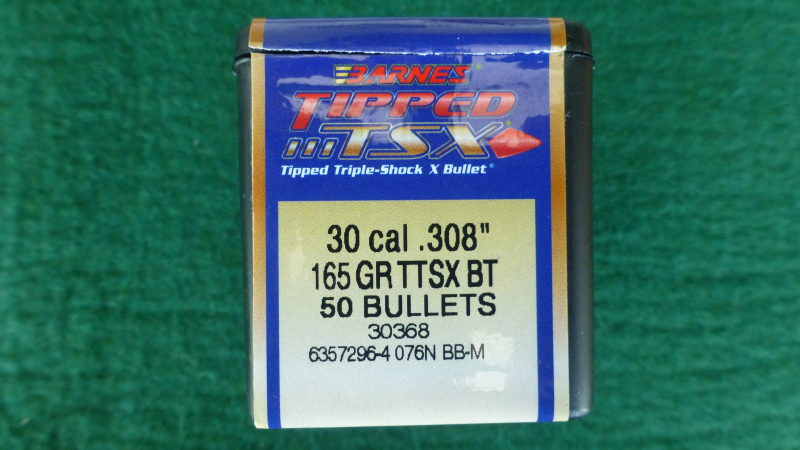 BARNES®
TIPPED
TSX®
Tipped Triple-Shock X Bullet®
30 cal .308"
165 GR TTSX BT
50 BULLETS
30368
6357296-4 076N BB-M